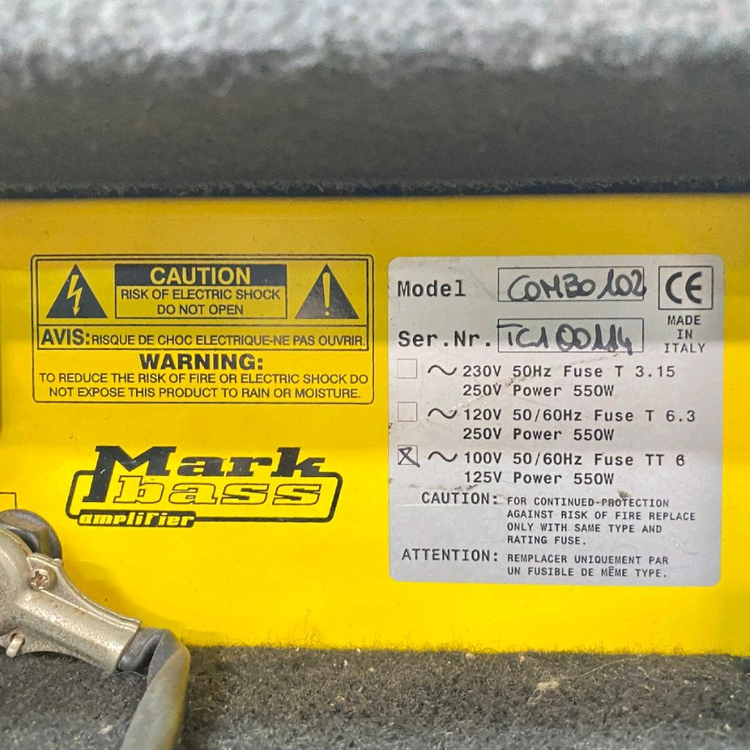 CAUTION
RISK OF ELECTRIC SHOCK
DO NOT OPEN
AVIS: RISQUE DE CHOC ELECTRIQUE-NE PAS OUVRIR.
WARNING:
TO REDUCE THE RISK OF FIRE OR ELECTRIC SHOCK DO
NOT EXPOSE THIS PRODUCT TO RAIN OR MOISTURE.
Mark
bass
amplifier
Model COMBO102 CE
Ser.Nr. TC100114
MADE
IN
ITALY
~ 230V 50Hz Fuse T 3.15
250V Power 550W
~ 120V 50/60Hz Fuse T 6.3
250V Power 550W
X ~ 100V 50/60Hz Fuse TT 6
125V Power 550W
CAUTION: FOR CONTINUED PROTECTION
AGAINST RISK OF FIRE REPLACE
ONLY WITH SAME TYPE AND
RATING FUSE.
ATTENTION: REMPLACER UNIQUEMENT PAR
UN FUSIBLE DE MÊME TYPE.